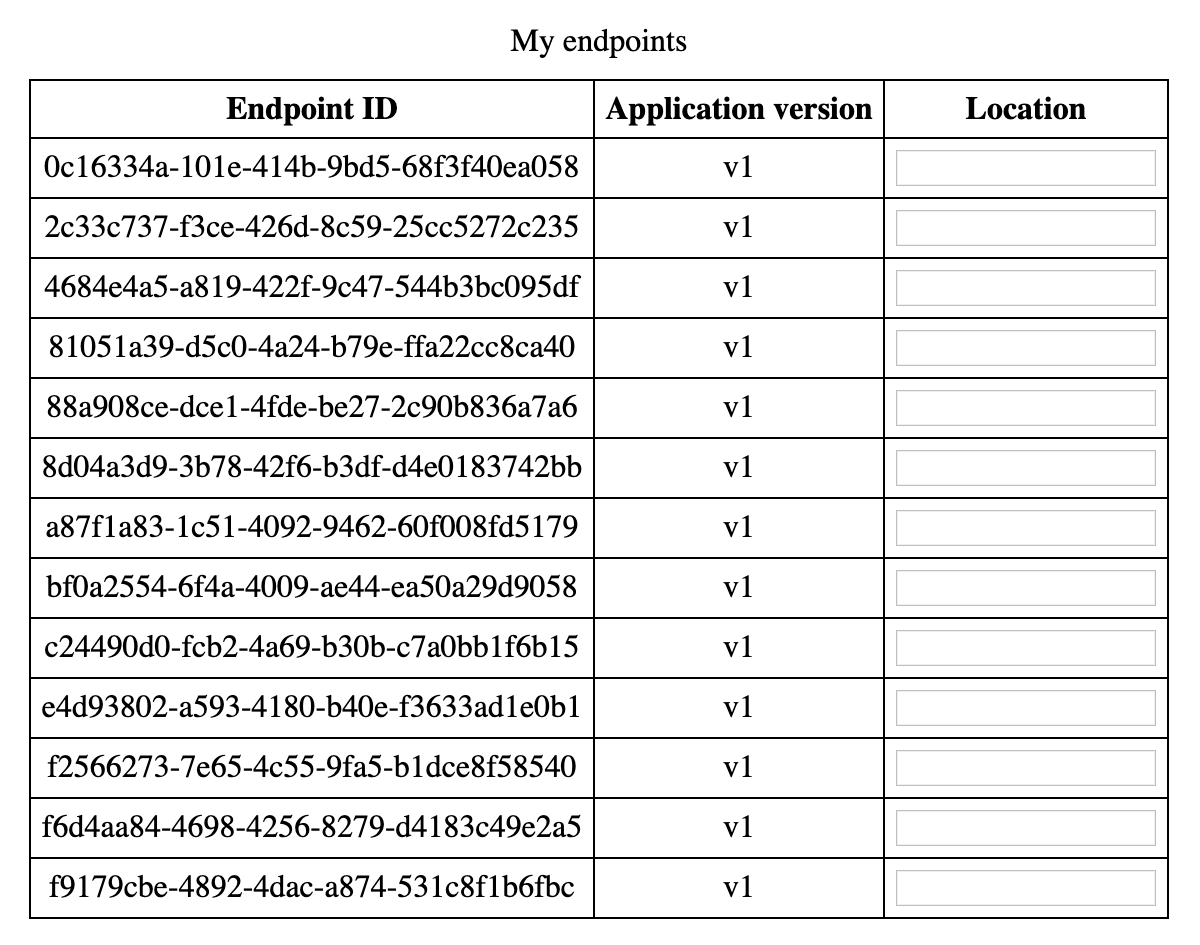 My endpoints
Endpoint ID Application version Location
0c16334a-101e-414b-9bd5-68f3f40ea058 v1
2c33c737-f3ce-426d-8c59-25cc5272c235 v1
4684e4a5-a819-422f-9c47-544b3bc095df v1
81051a39-d5c0-4a24-b79e-ffa22cc8ca40 v1
88a908ce-dce1-4fde-be27-2c90b836a7a6 v1
8d04a3d9-3b78-42f6-b3df-d4e0183742bb v1
a87f1a83-1c51-4092-9462-60f008fd5179 v1
bf0a2554-6f4a-4009-ae44-ea50a29d9058 v1
c24490d0-fcb2-4a69-b30b-c7a0bb1f6b15 v1
e4d93802-a593-4180-b40e-f3633ad1e0b1 v1
f2566273-7e65-4c55-9fa5-b1dce8f58540 v1
f6d4aa84-4698-4256-8279-d4183c49e2a5 v1
f9179cbe-4892-4dac-a874-531c8f1b6fbc v1